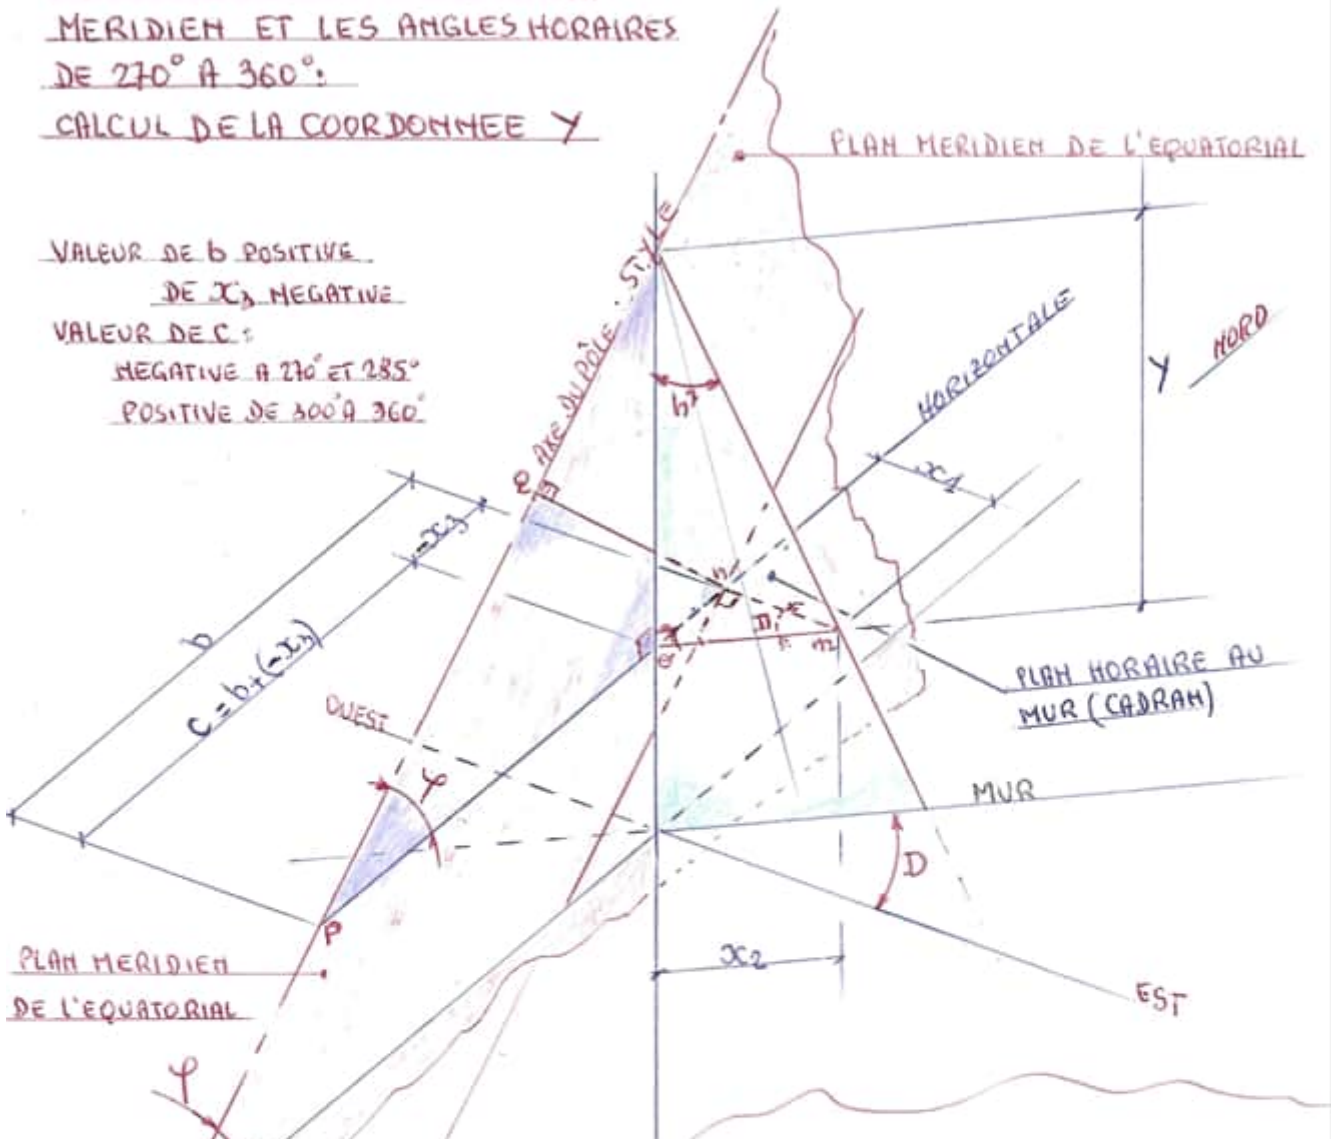 MERIDIEN ET LES ANGLES HORAIRES
DE 270° A 360°:
CALCUL DE LA COORDONNEE Y
PLAN MERIDIEN DE L'EQUATORIAL
VALEUR DE b POSITIVE
DE x3 NEGATIVE
VALEUR DE C:
NEGATIVE A 270° ET 285°
POSITIVE DE 300° A 360°
AXE DU PÔLE : STYLE
HORIZONTALE
NORD
Y
x1
-x3
b
C = b+(-x3)
OUEST
φ
P
D
MUR
PLAN HORAIRE AU
MUR (CADRAN)
x2
EST
PLAN MERIDIEN
DE L'EQUATORIAL
φ